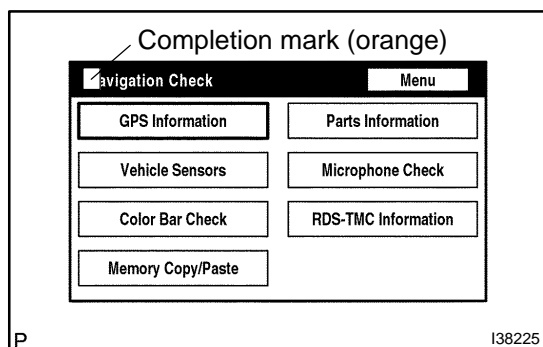 Completion mark (orange)
avigation Check Menu
GPS Information Parts Information
Vehicle Sensors Microphone Check
Color Bar Check RDS-TMC Information
Memory Copy/Paste
P I38225